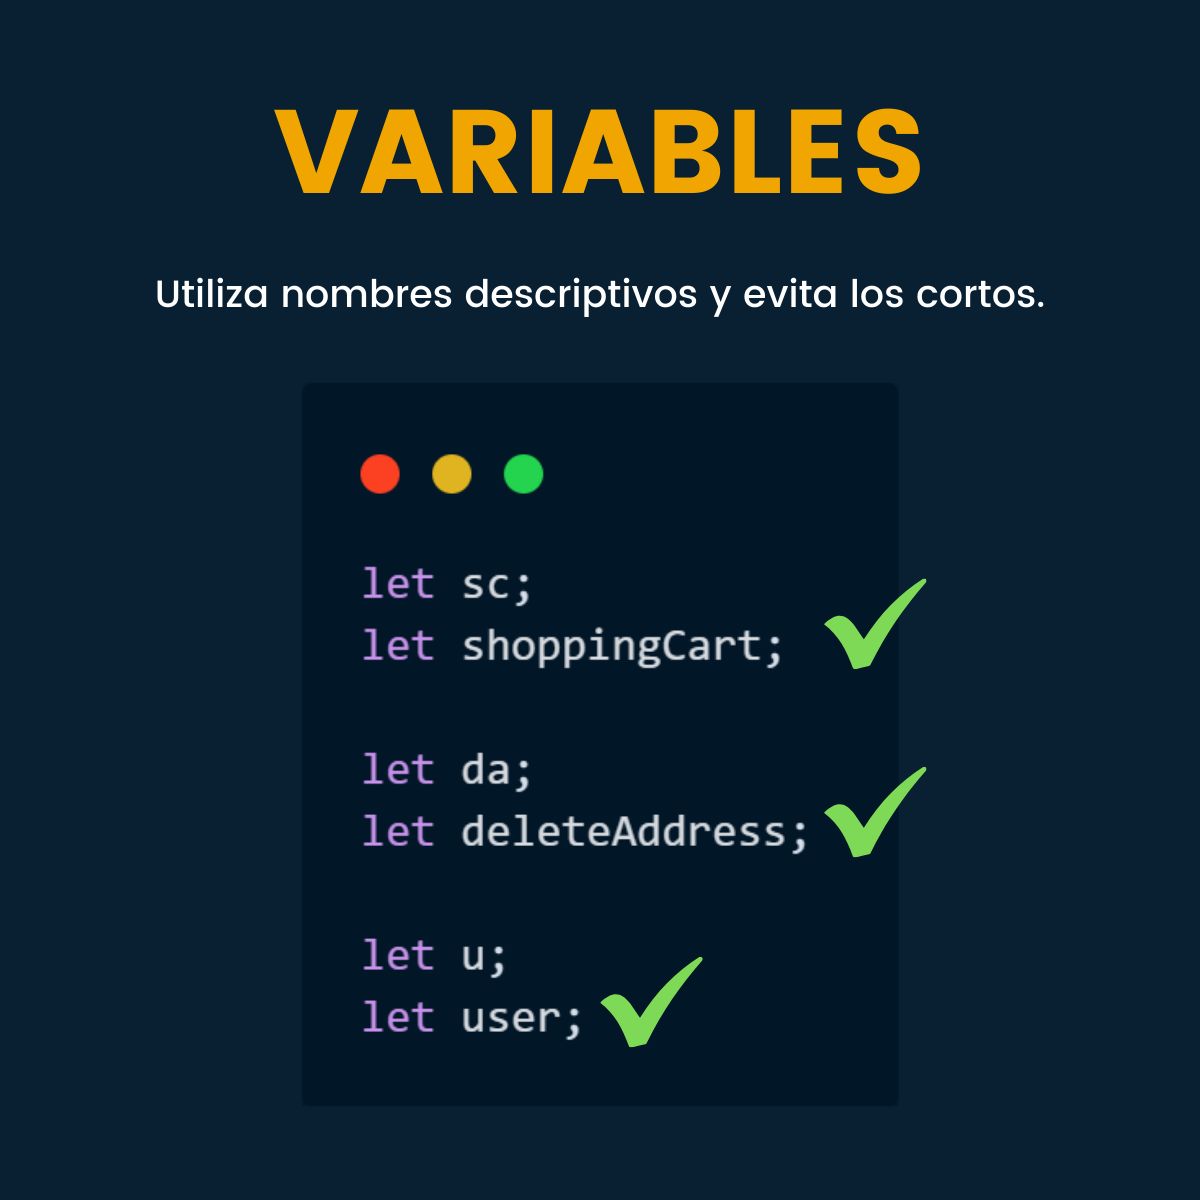 VARIABLES
Utiliza nombres descriptivos y evita los cortos.
let sc;
let shoppingCart;
let da;
let deleteAddress;
let u;
let user;